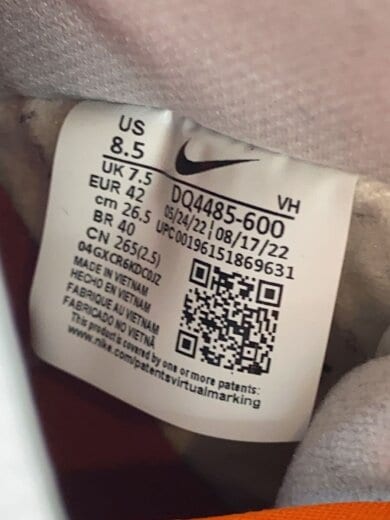 US
8.5
UK 7.5
EUR 42
cm 26.5
BR 40
CN 265(2.5)
04GXCR6KDC0JZ
MADE IN VIETNAM
HECHO EN VIETNAM
FABRIQUE AU VIETNAM
FABRICADO NO VIETNÃ
VH
DQ4485-600
05/24/22 | 08/17/22
UPC 00196151869631
This product is covered by one or more patents:
www.nike.com/patentsvirtualmarking